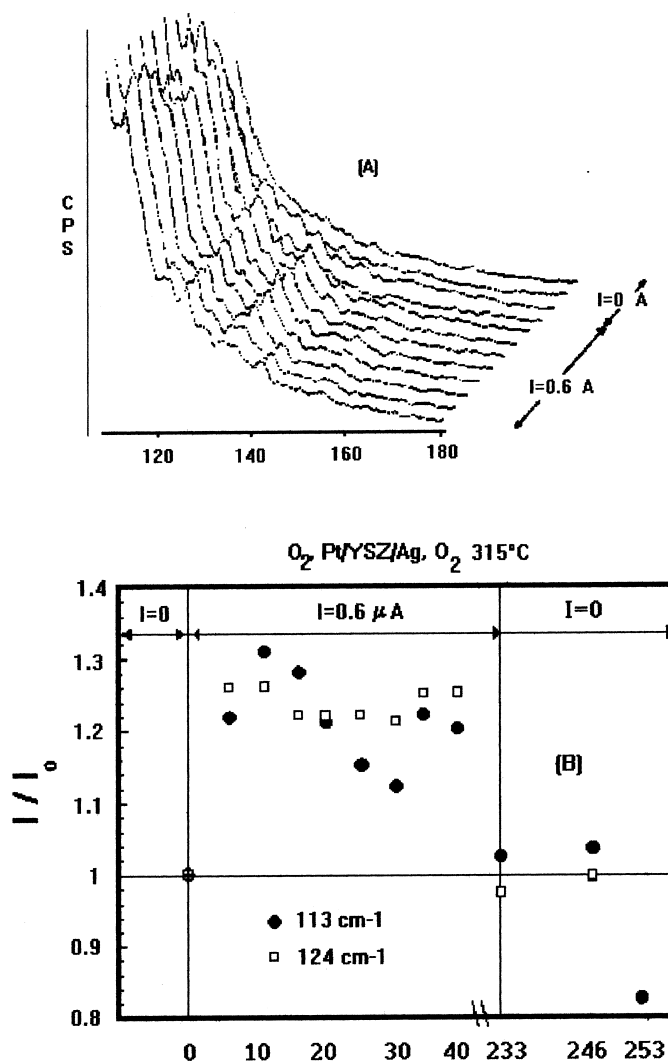 C
P
S
[A]
I=0 A
I=0.6 A
120 140 160 180
O2, Pt/YSZ/Ag, O2 315°C
1.4
I=0 I=0.6 μA I=0
1.3
1.2
I / Io
[B]
1.1
1
0.9
113 cm-1
124 cm-1
0.8
0 10 20 30 40 233 246 253